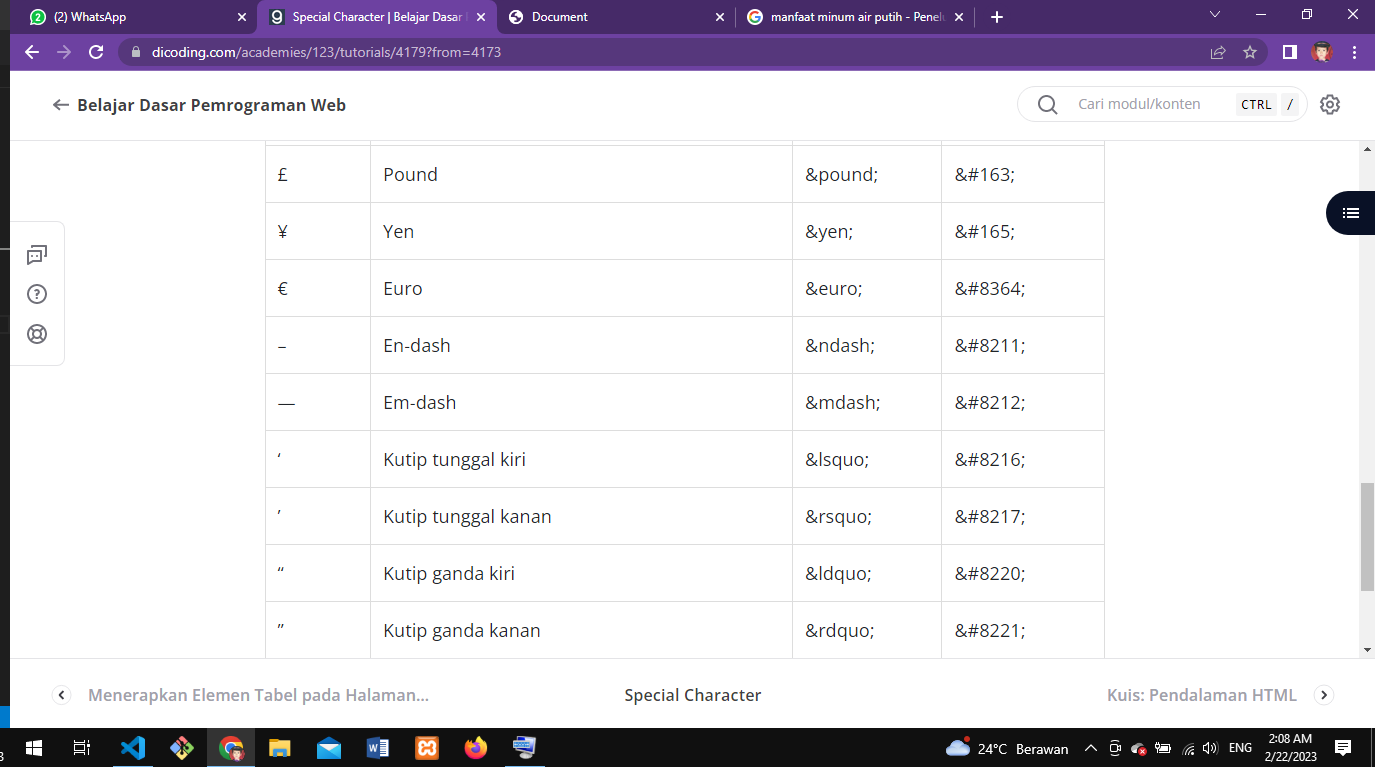 (2) WhatsApp
Special Character | Belajar Dasar
Document
manfaat minum air putih - Penel
dicoding.com/academies/123/tutorials/4179?from=4173
Belajar Dasar Pemrograman Web
Cari modul/konten
CTRL /
£ Pound &pound; &#163;
¥ Yen &yen; &#165;
€ Euro &euro; &#8364;
– En-dash &ndash; &#8211;
— Em-dash &mdash; &#8212;
‘ Kutip tunggal kiri &lsquo; &#8216;
’ Kutip tunggal kanan &rsquo; &#8217;
“ Kutip ganda kiri &ldquo; &#8220;
” Kutip ganda kanan &rdquo; &#8221;
Menerapkan Elemen Tabel pada Halaman...
Special Character
Kuis: Pendalaman HTML
24°C Berawan
ENG
2:08 AM
2/22/2023